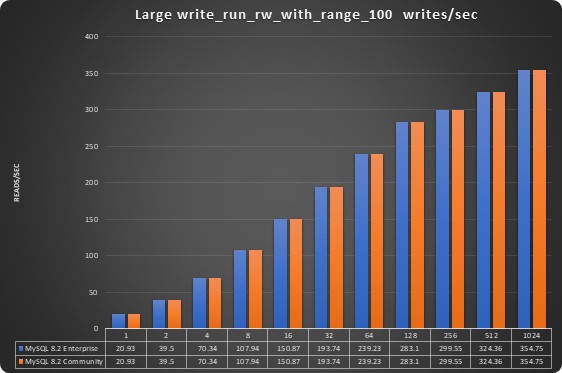 Large write_run_rw_with_range_100 writes/sec
400
350
300
250
200
150
100
50
0
READS/SEC
1 2 4 8 16 32 64 128 256 512 1024
MySQL 8.2 Enterprise 20.93 39.5 70.34 107.94 150.87 193.74 239.23 283.1 299.55 324.36 354.75
MySQL 8.2 Community 20.93 39.5 70.34 107.94 150.87 193.74 239.23 283.1 299.55 324.36 354.75